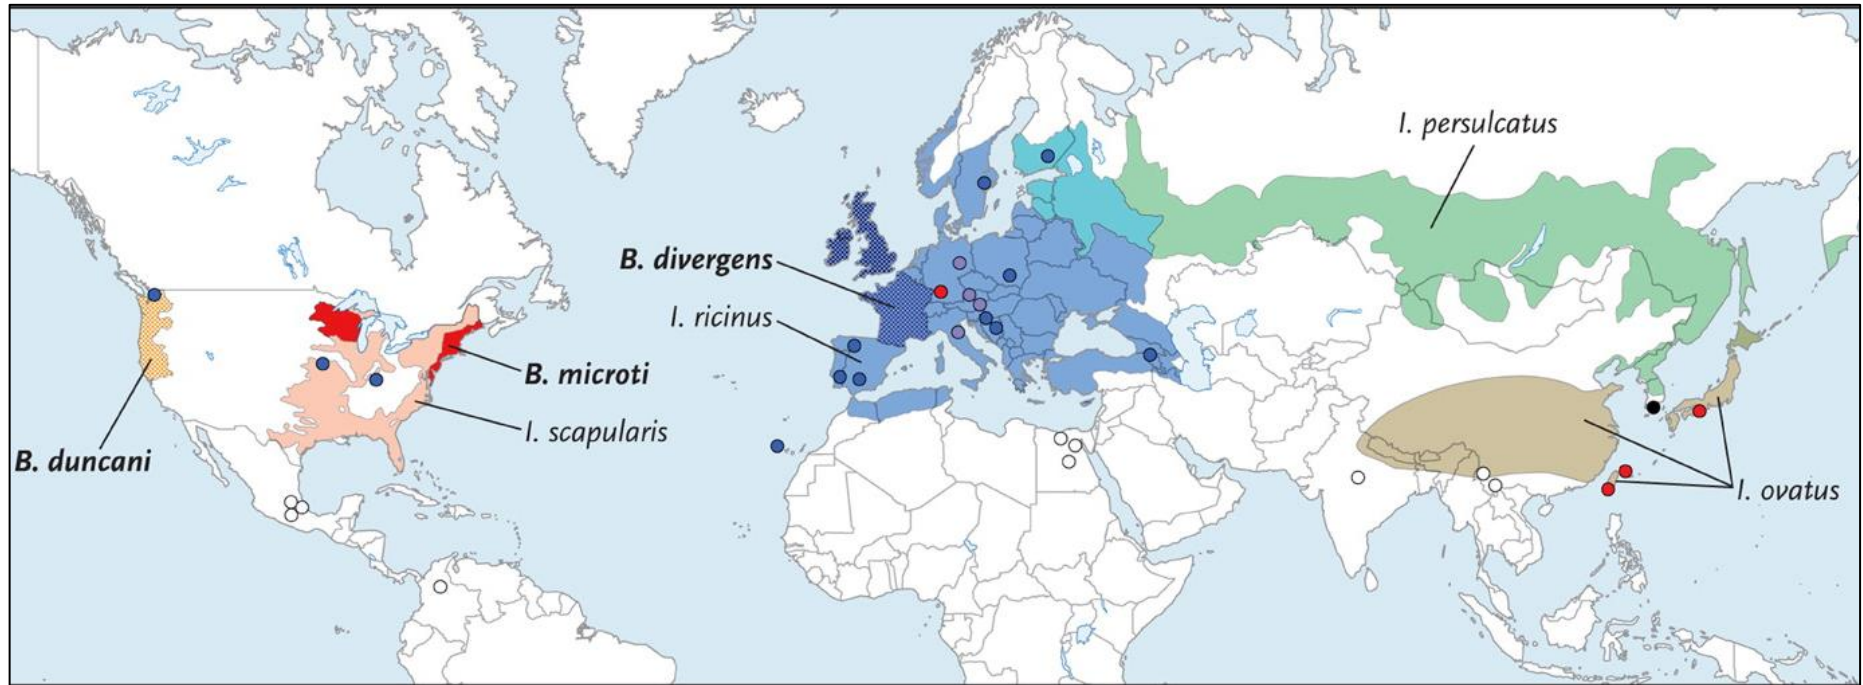 I. persulcatus
B. divergens
I. ricinus
B. microti
I. scapularis
B. duncani
I. ovatus